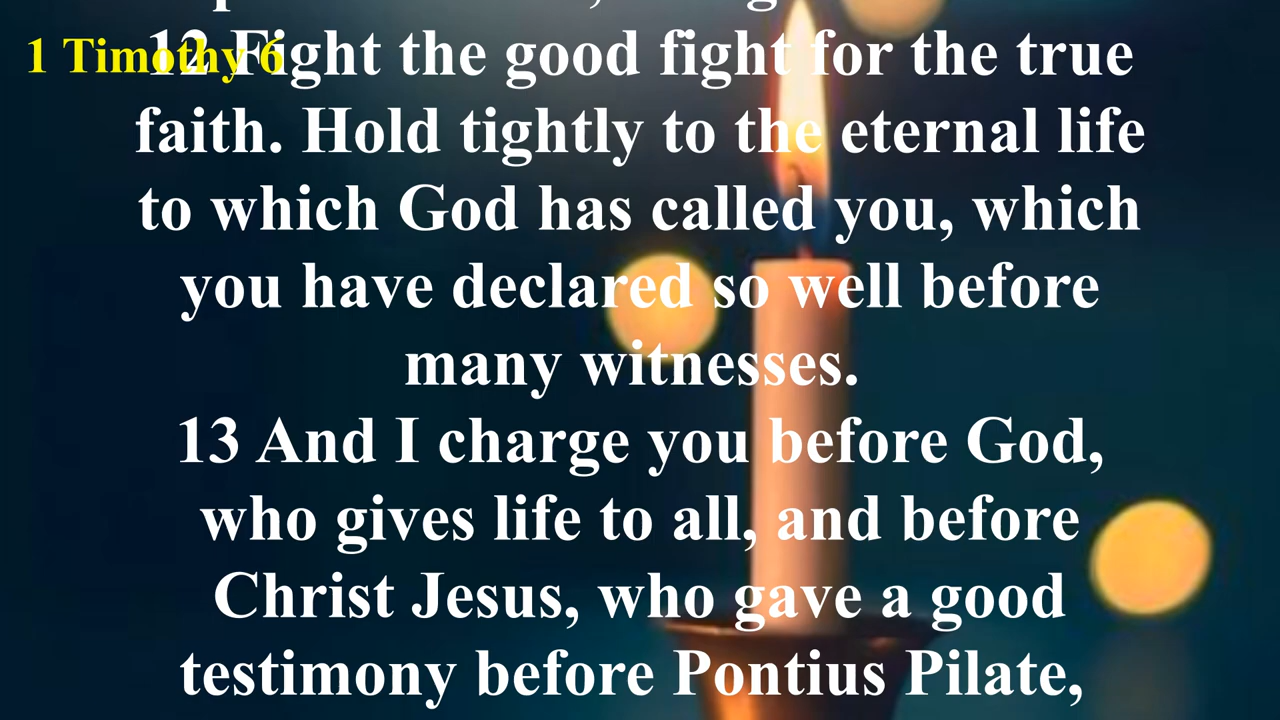 1 Timothy 6
12 Fight the good fight for the true
faith. Hold tightly to the eternal life
to which God has called you, which
you have declared so well before
many witnesses.
13 And I charge you before God,
who gives life to all, and before
Christ Jesus, who gave a good
testimony before Pontius Pilate,